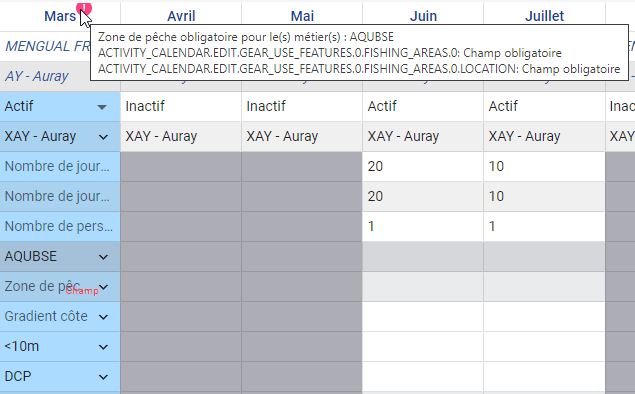 Mars ! Avril Mai Juin Juillet
Zone de pêche obligatoire pour le(s) métier(s) : AQUBSE
MENGUAL FR
ACTIVITY_CALENDAR.EDIT.GEAR_USE_FEATURES.0.FISHING_AREAS.0: Champ obligatoire
ACTIVITY_CALENDAR.EDIT.GEAR_USE_FEATURES.0.FISHING_AREAS.0.LOCATION: Champ obligatoire
AY - Auray
Actif Inactif Inactif Actif Actif Inac
XAY - Auray XAY - Auray XAY - Auray XAY - Auray XAY - Auray XAY
Nombre de jour... 20 10
Nombre de jour... 20 10
Nombre de pers... 1 1
AQUBSE
Zone de pêc...
Champ
Gradient côte
<10m
DCP